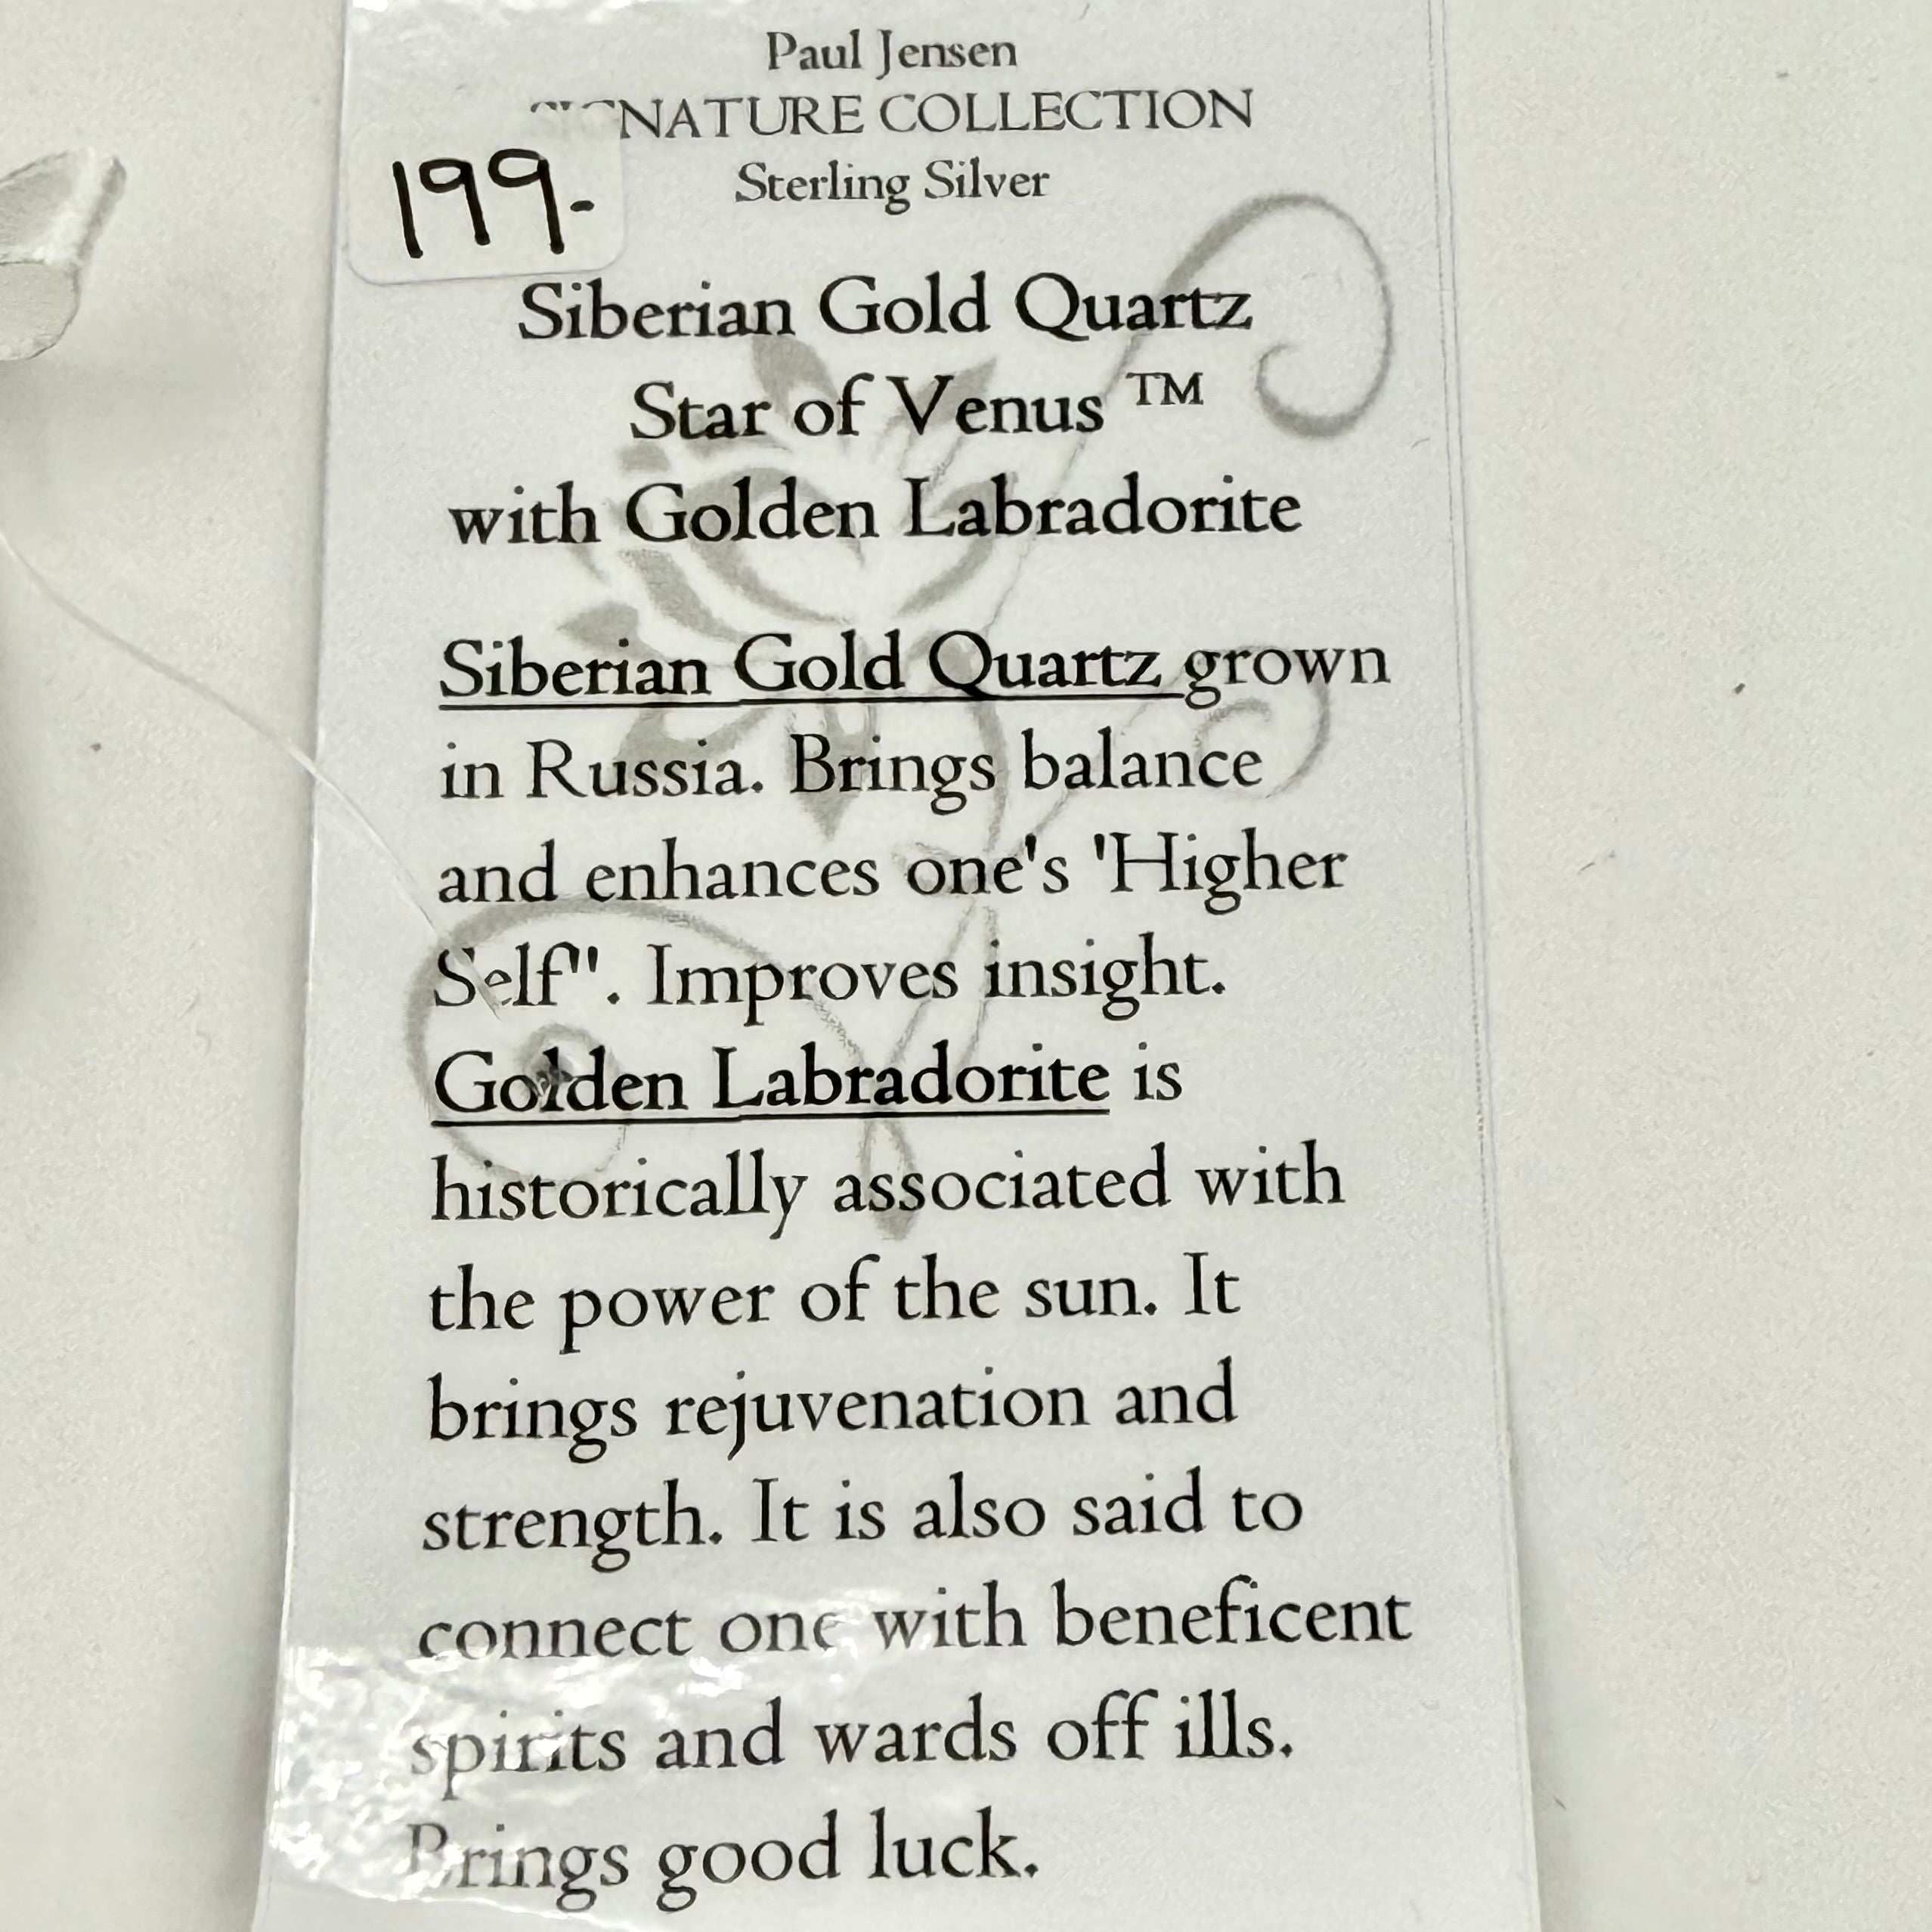 Paul Jensen
SIGNATURE COLLECTION
199-
Sterling Silver
Siberian Gold Quartz
Star of Venus ™
with Golden Labradorite
Siberian Gold Quartz grown
in Russia. Brings balance
and enhances one's 'Higher
Self". Improves insight.
Golden Labradorite is
historically associated with
the power of the sun. It
brings rejuvenation and
strength. It is also said to
connect one with beneficent
spirits and wards off ills.
Brings good luck.